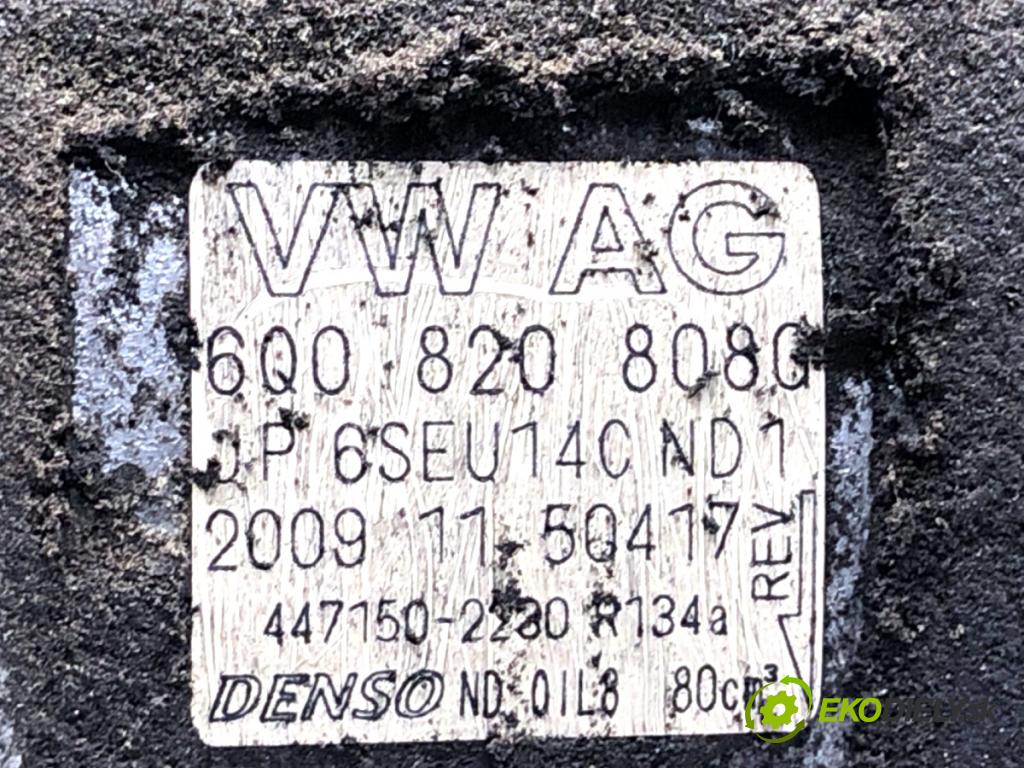 VW AG
6Q0 820 808G
JP 6SEU14C ND1
2009 11 50417
REV
447150-2230 R134a
DENSO ND OIL8 80cm³
EKO